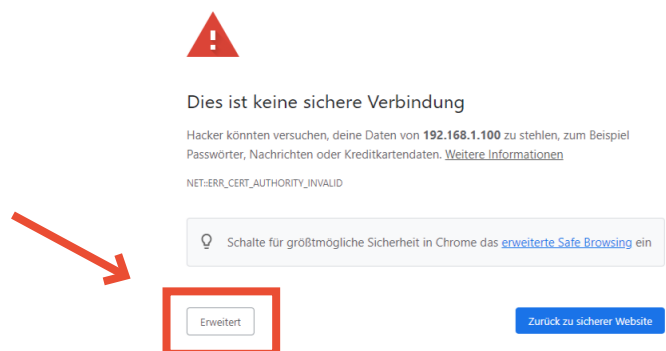 Dies ist keine sichere Verbindung
Hacker könnten versuchen, deine Daten von 192.168.1.100 zu stehlen, zum Beispiel
Passwörter, Nachrichten oder Kreditkartendaten. Weitere Informationen
NET::ERR_CERT_AUTHORITY_INVALID
Schalte für größtmögliche Sicherheit in Chrome das erweiterte Safe Browsing ein
Erweitert
Zurück zu sicherer Website